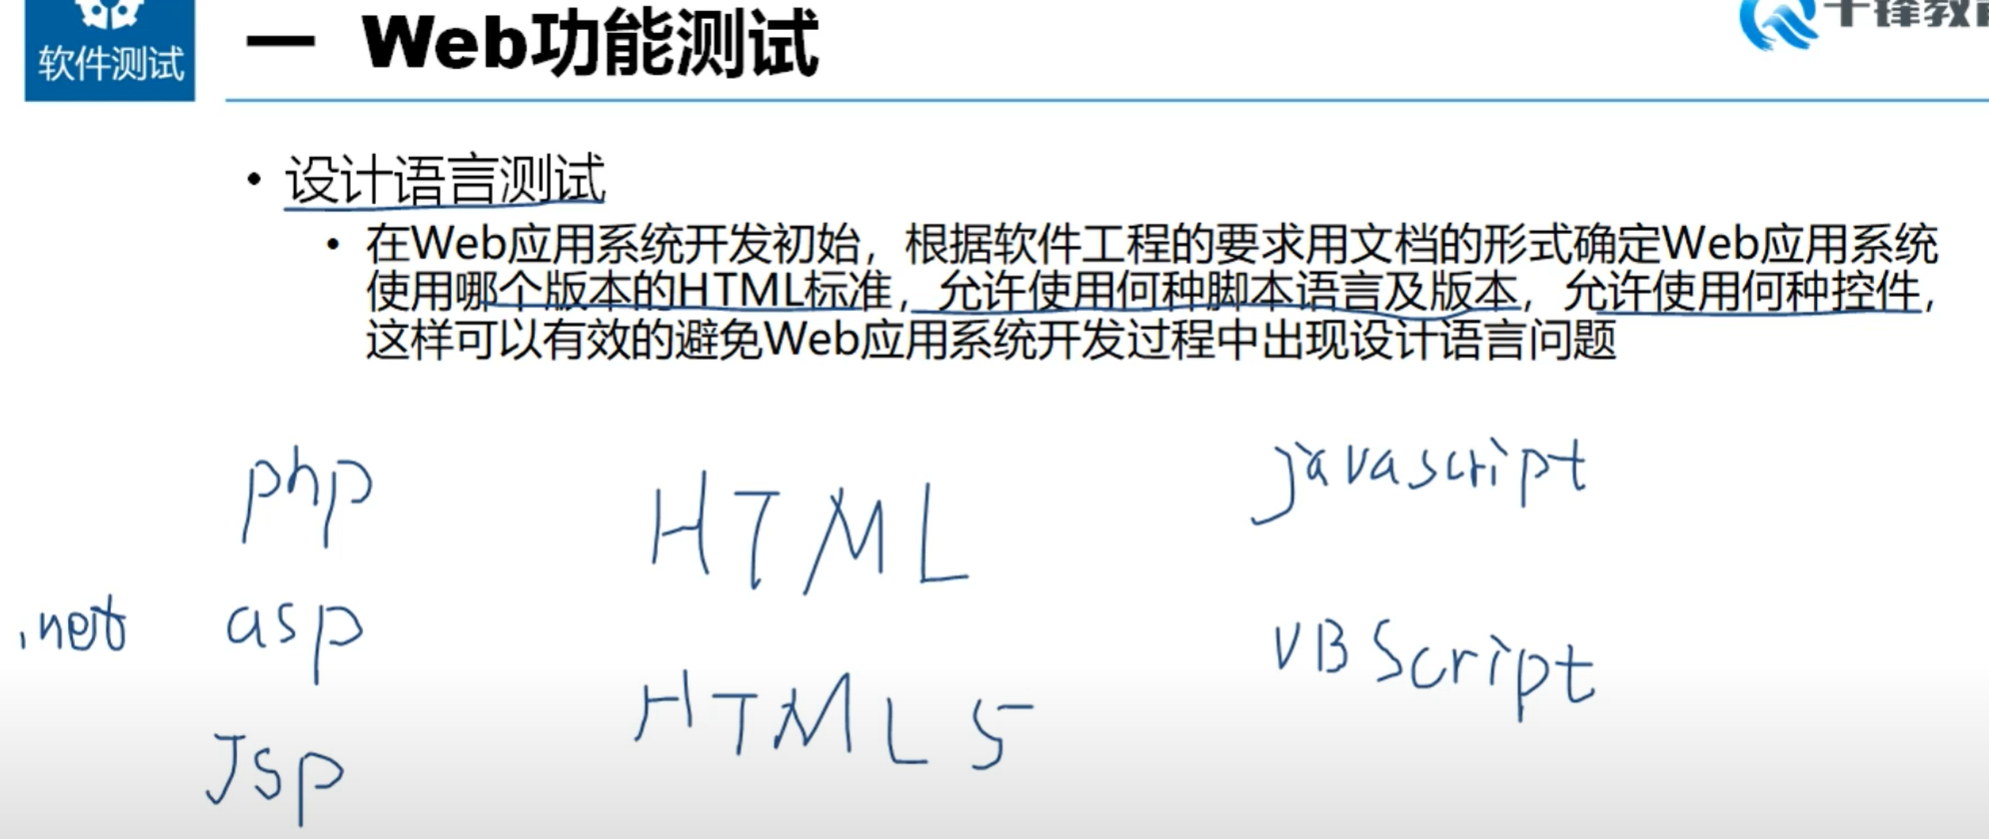 软件测试
一 Web功能测试
千锋教育
• 设计语言测试
• 在Web应用系统开发初始，根据软件工程的要求用文档的形式确定Web应用系统
使用哪个版本的HTML标准，允许使用何种脚本语言及版本，允许使用何种控件，
这样可以有效的避免Web应用系统开发过程中出现设计语言问题
php HTML javascript
.net asp VBScript
Jsp HTML5